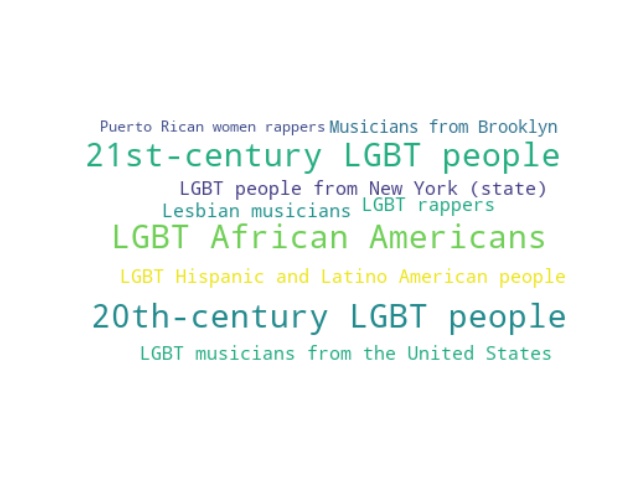 Puerto Rican women rappers Musicians from Brooklyn
21st-century LGBT people
LGBT people from New York (state)
Lesbian musicians LGBT rappers
LGBT African Americans
LGBT Hispanic and Latino American people
20th-century LGBT people
LGBT musicians from the United States